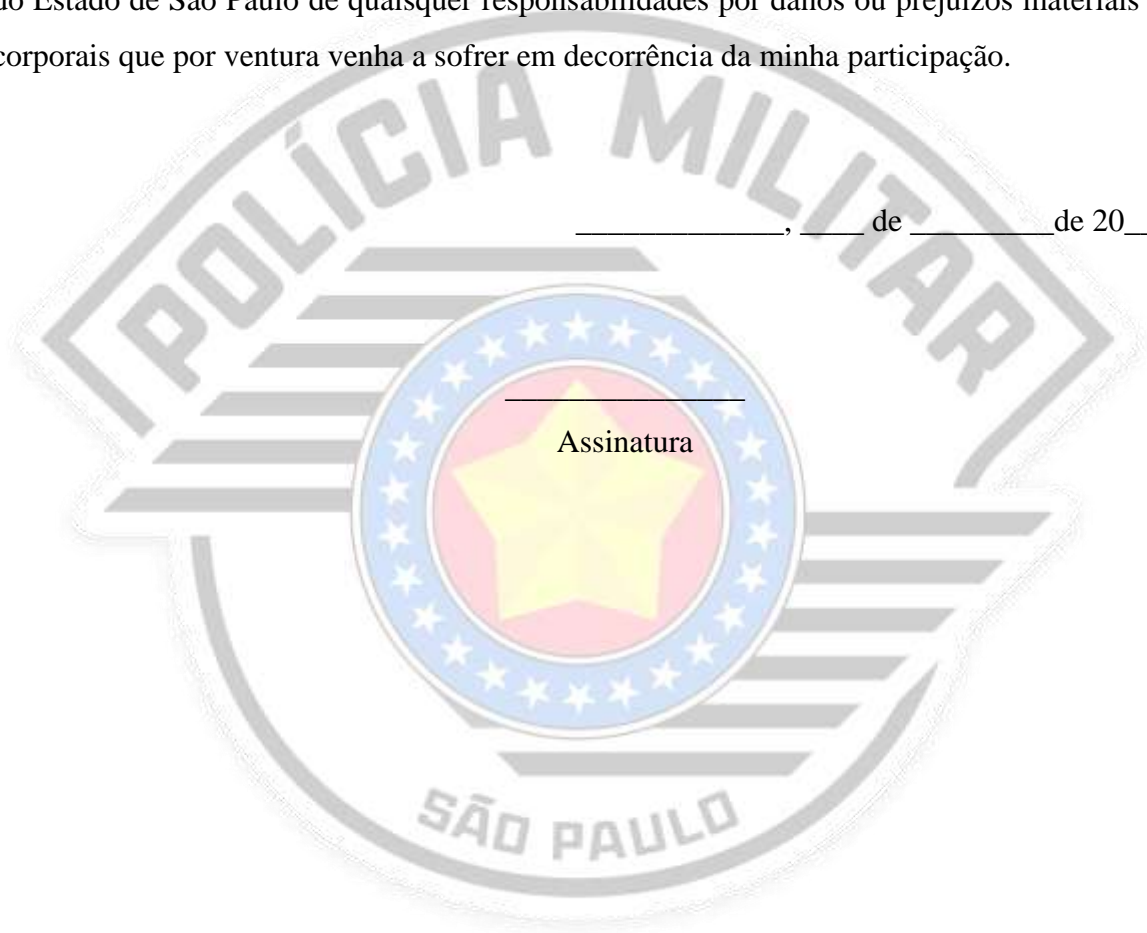 do Estado de São Paulo de quaisquer responsabilidades por danos ou prejuízos materiais
corporais que por ventura venha a sofrer em decorrência da minha participação.
POLÍCIA MILITAR
_____________, ____ de _________de 20__
_______________
Assinatura
SÃO PAULO